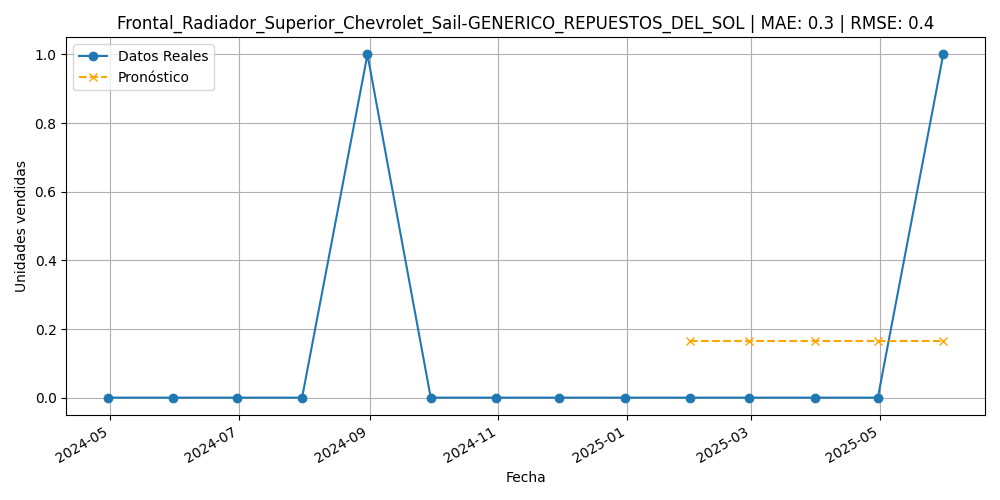 Frontal_Radiador_Superior_Chevrolet_Sail-GENERICO_REPUESTOS_DEL_SOL | MAE: 0.3 | RMSE: 0.4
Datos Reales
Pronóstico
1.0
0.8
0.6
0.4
0.2
0.0
Unidades vendidas
2024-05
2024-07
2024-09
2024-11
2025-01
2025-03
2025-05
Fecha